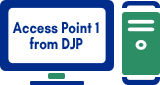 Access Point 1
from DJP